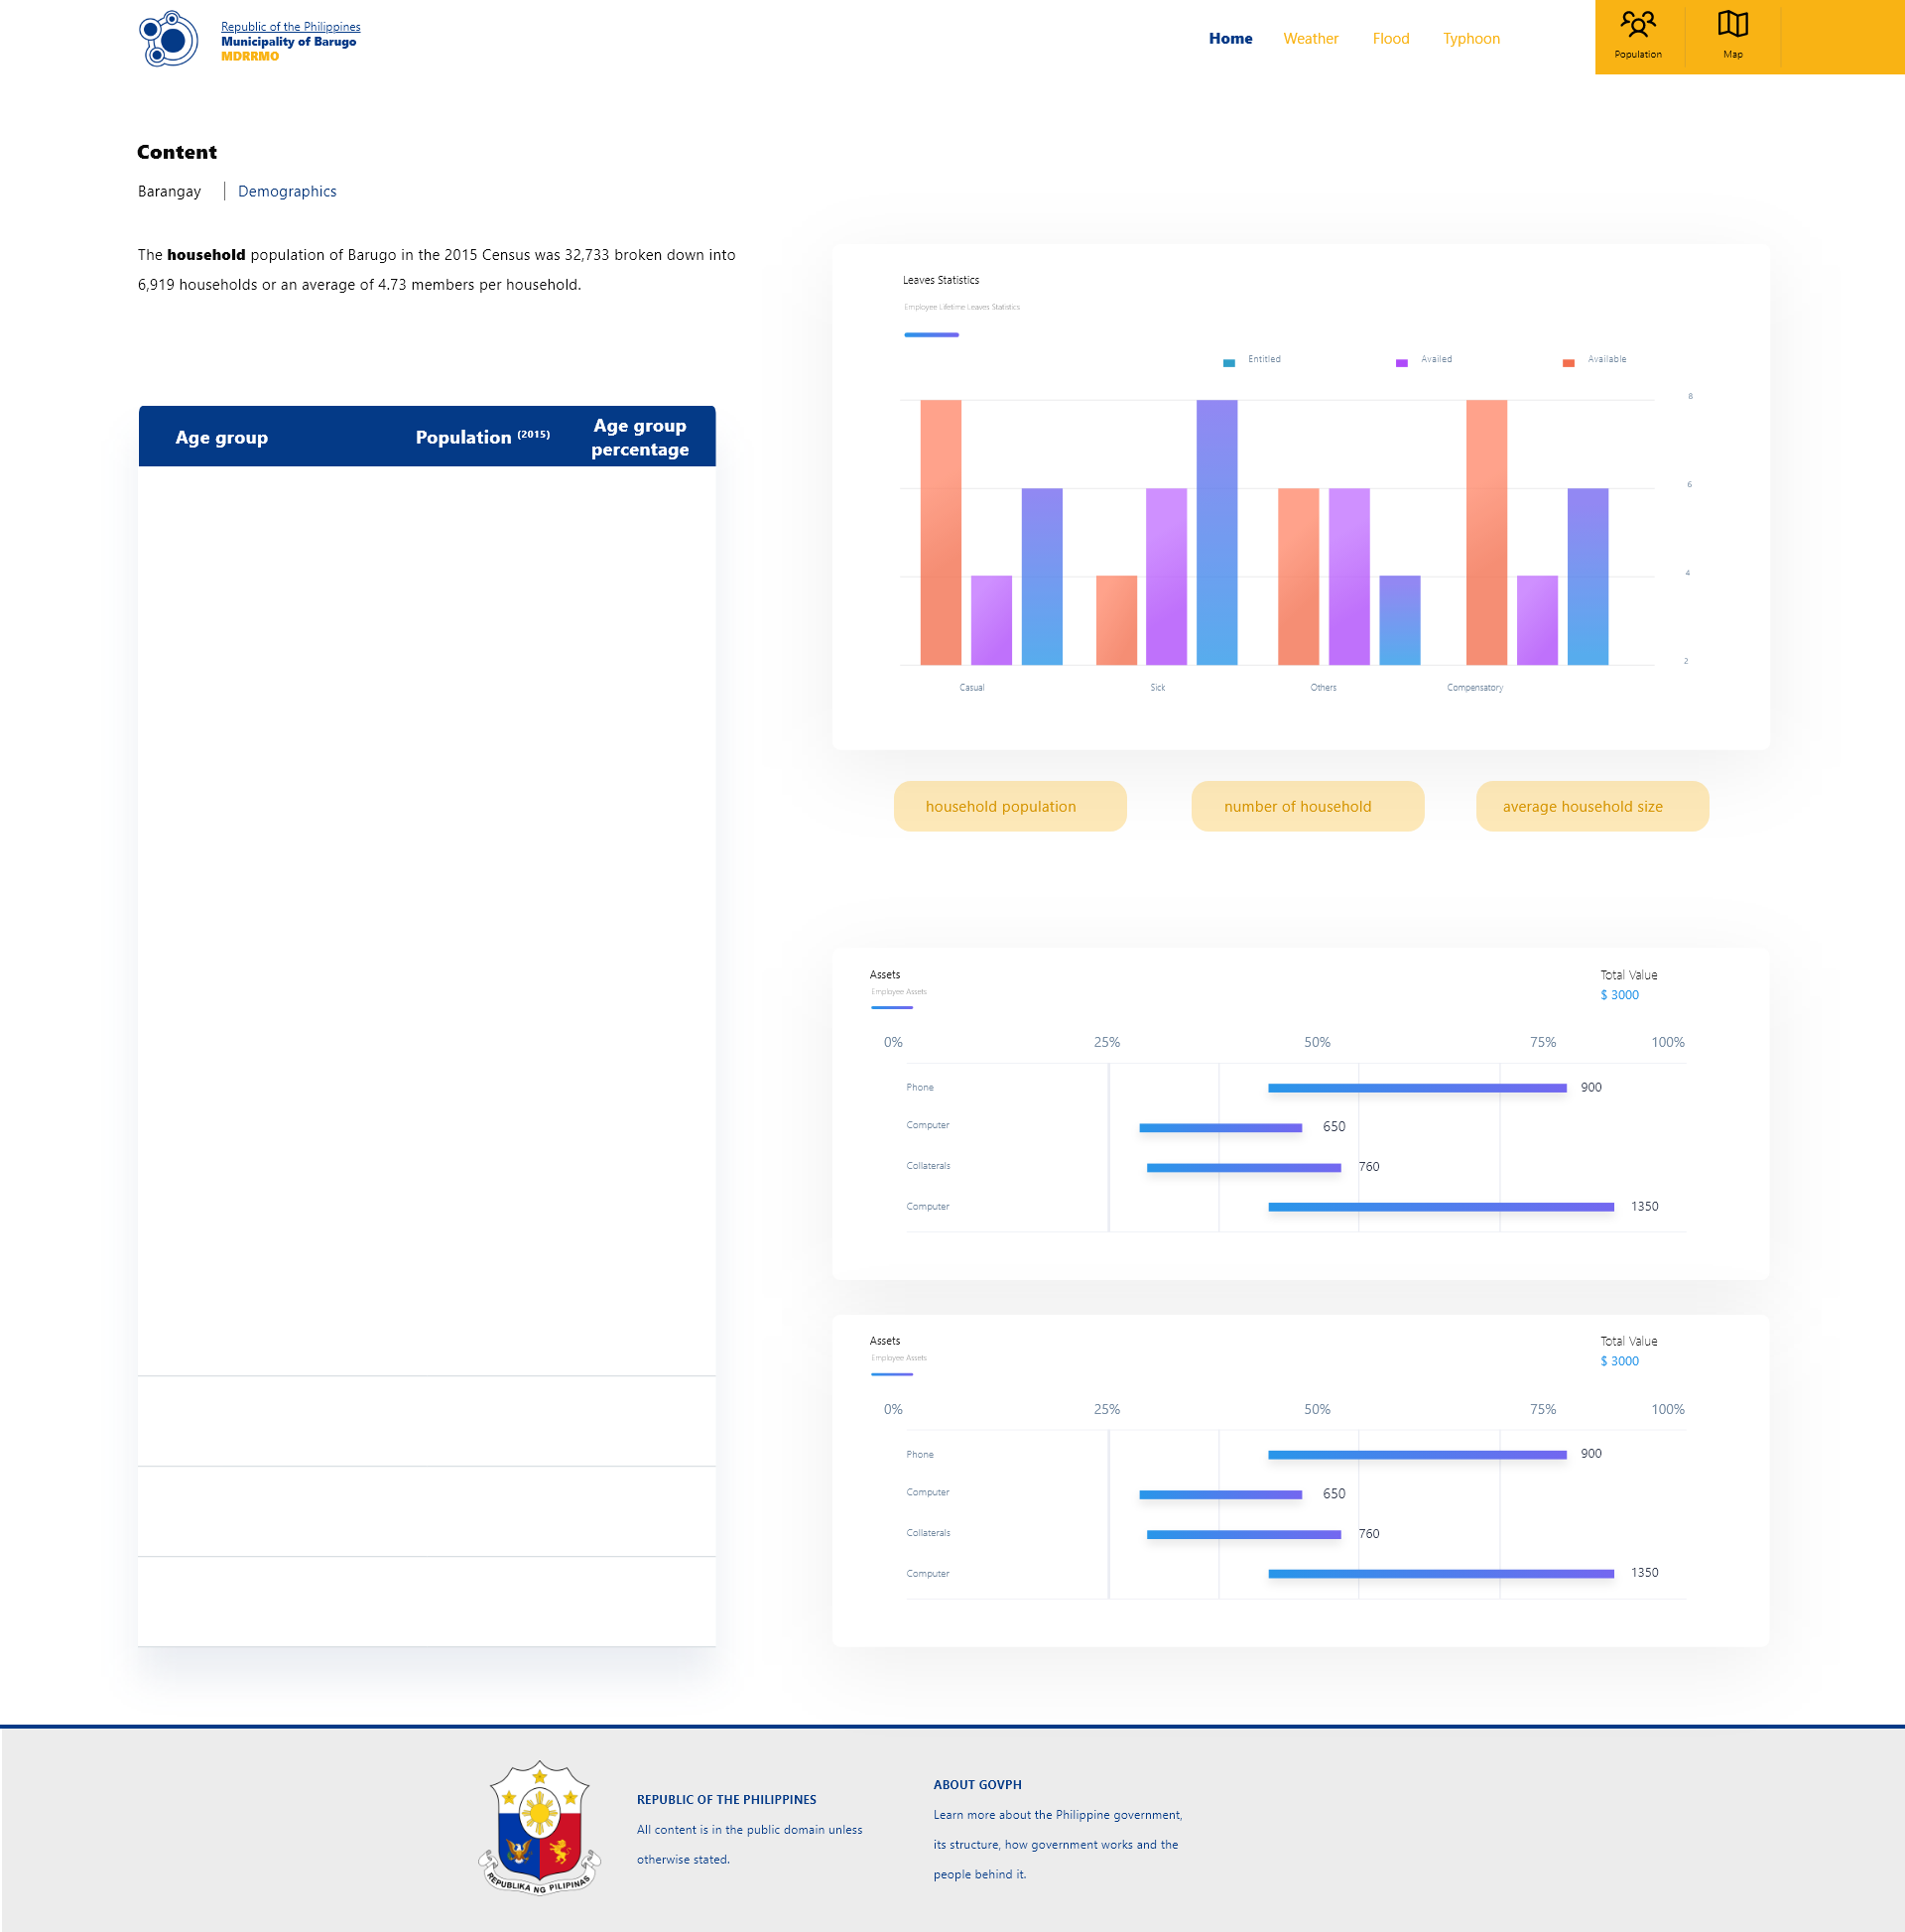 Republic of the Philippines
Municipality of Barugo
MDRRMO
Home Weather Flood Typhoon
Population Map
Content
Barangay Demographics
The household population of Barugo in the 2015 Census was 32,733 broken down into
6,919 households or an average of 4.73 members per household.
Age group Population (2015) Age group
percentage
Leaves Statistics
Employee Lifetime Leaves Statistics
Entitled Availed Available
8
6
4
2
Casual Sick Others Compensatory
household population number of household average household size
Assets
Employee Assets
Total Value
$ 3000
0% 25% 50% 75% 100%
Phone 900
Computer 650
Collaterals 760
Computer 1350
Assets
Employee Assets
Total Value
$ 3000
0% 25% 50% 75% 100%
Phone 900
Computer 650
Collaterals 760
Computer 1350
REPUBLIKA NG PILIPINAS
REPUBLIC OF THE PHILIPPINES
All content is in the public domain unless
otherwise stated.
ABOUT GOVPH
Learn more about the Philippine government,
its structure, how government works and the
people behind it.